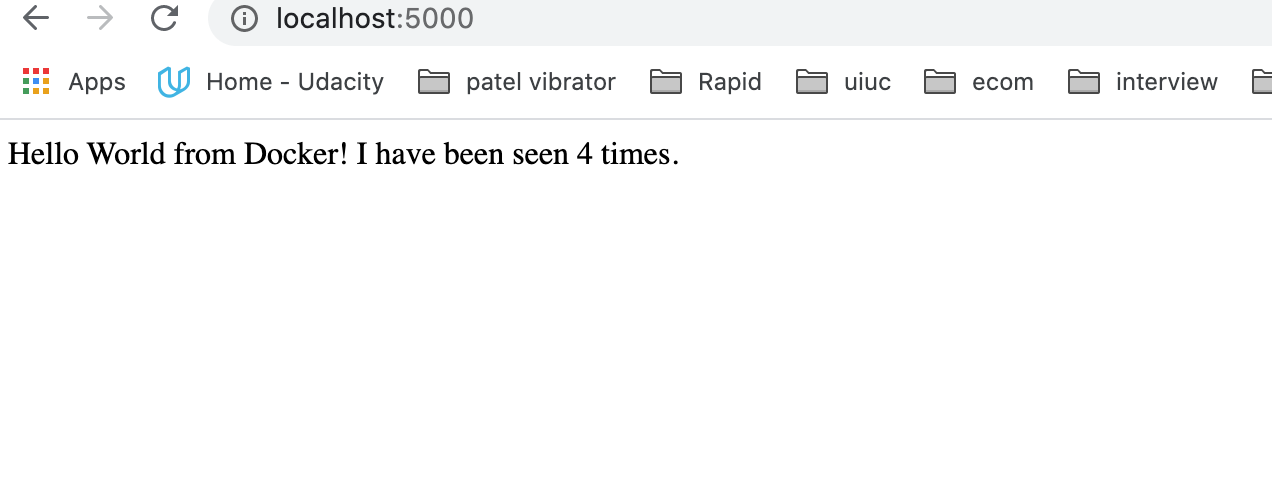 localhost:5000
Apps Home - Udacity patel vibrator Rapid uiuc ecom interview
Hello World from Docker! I have been seen 4 times.